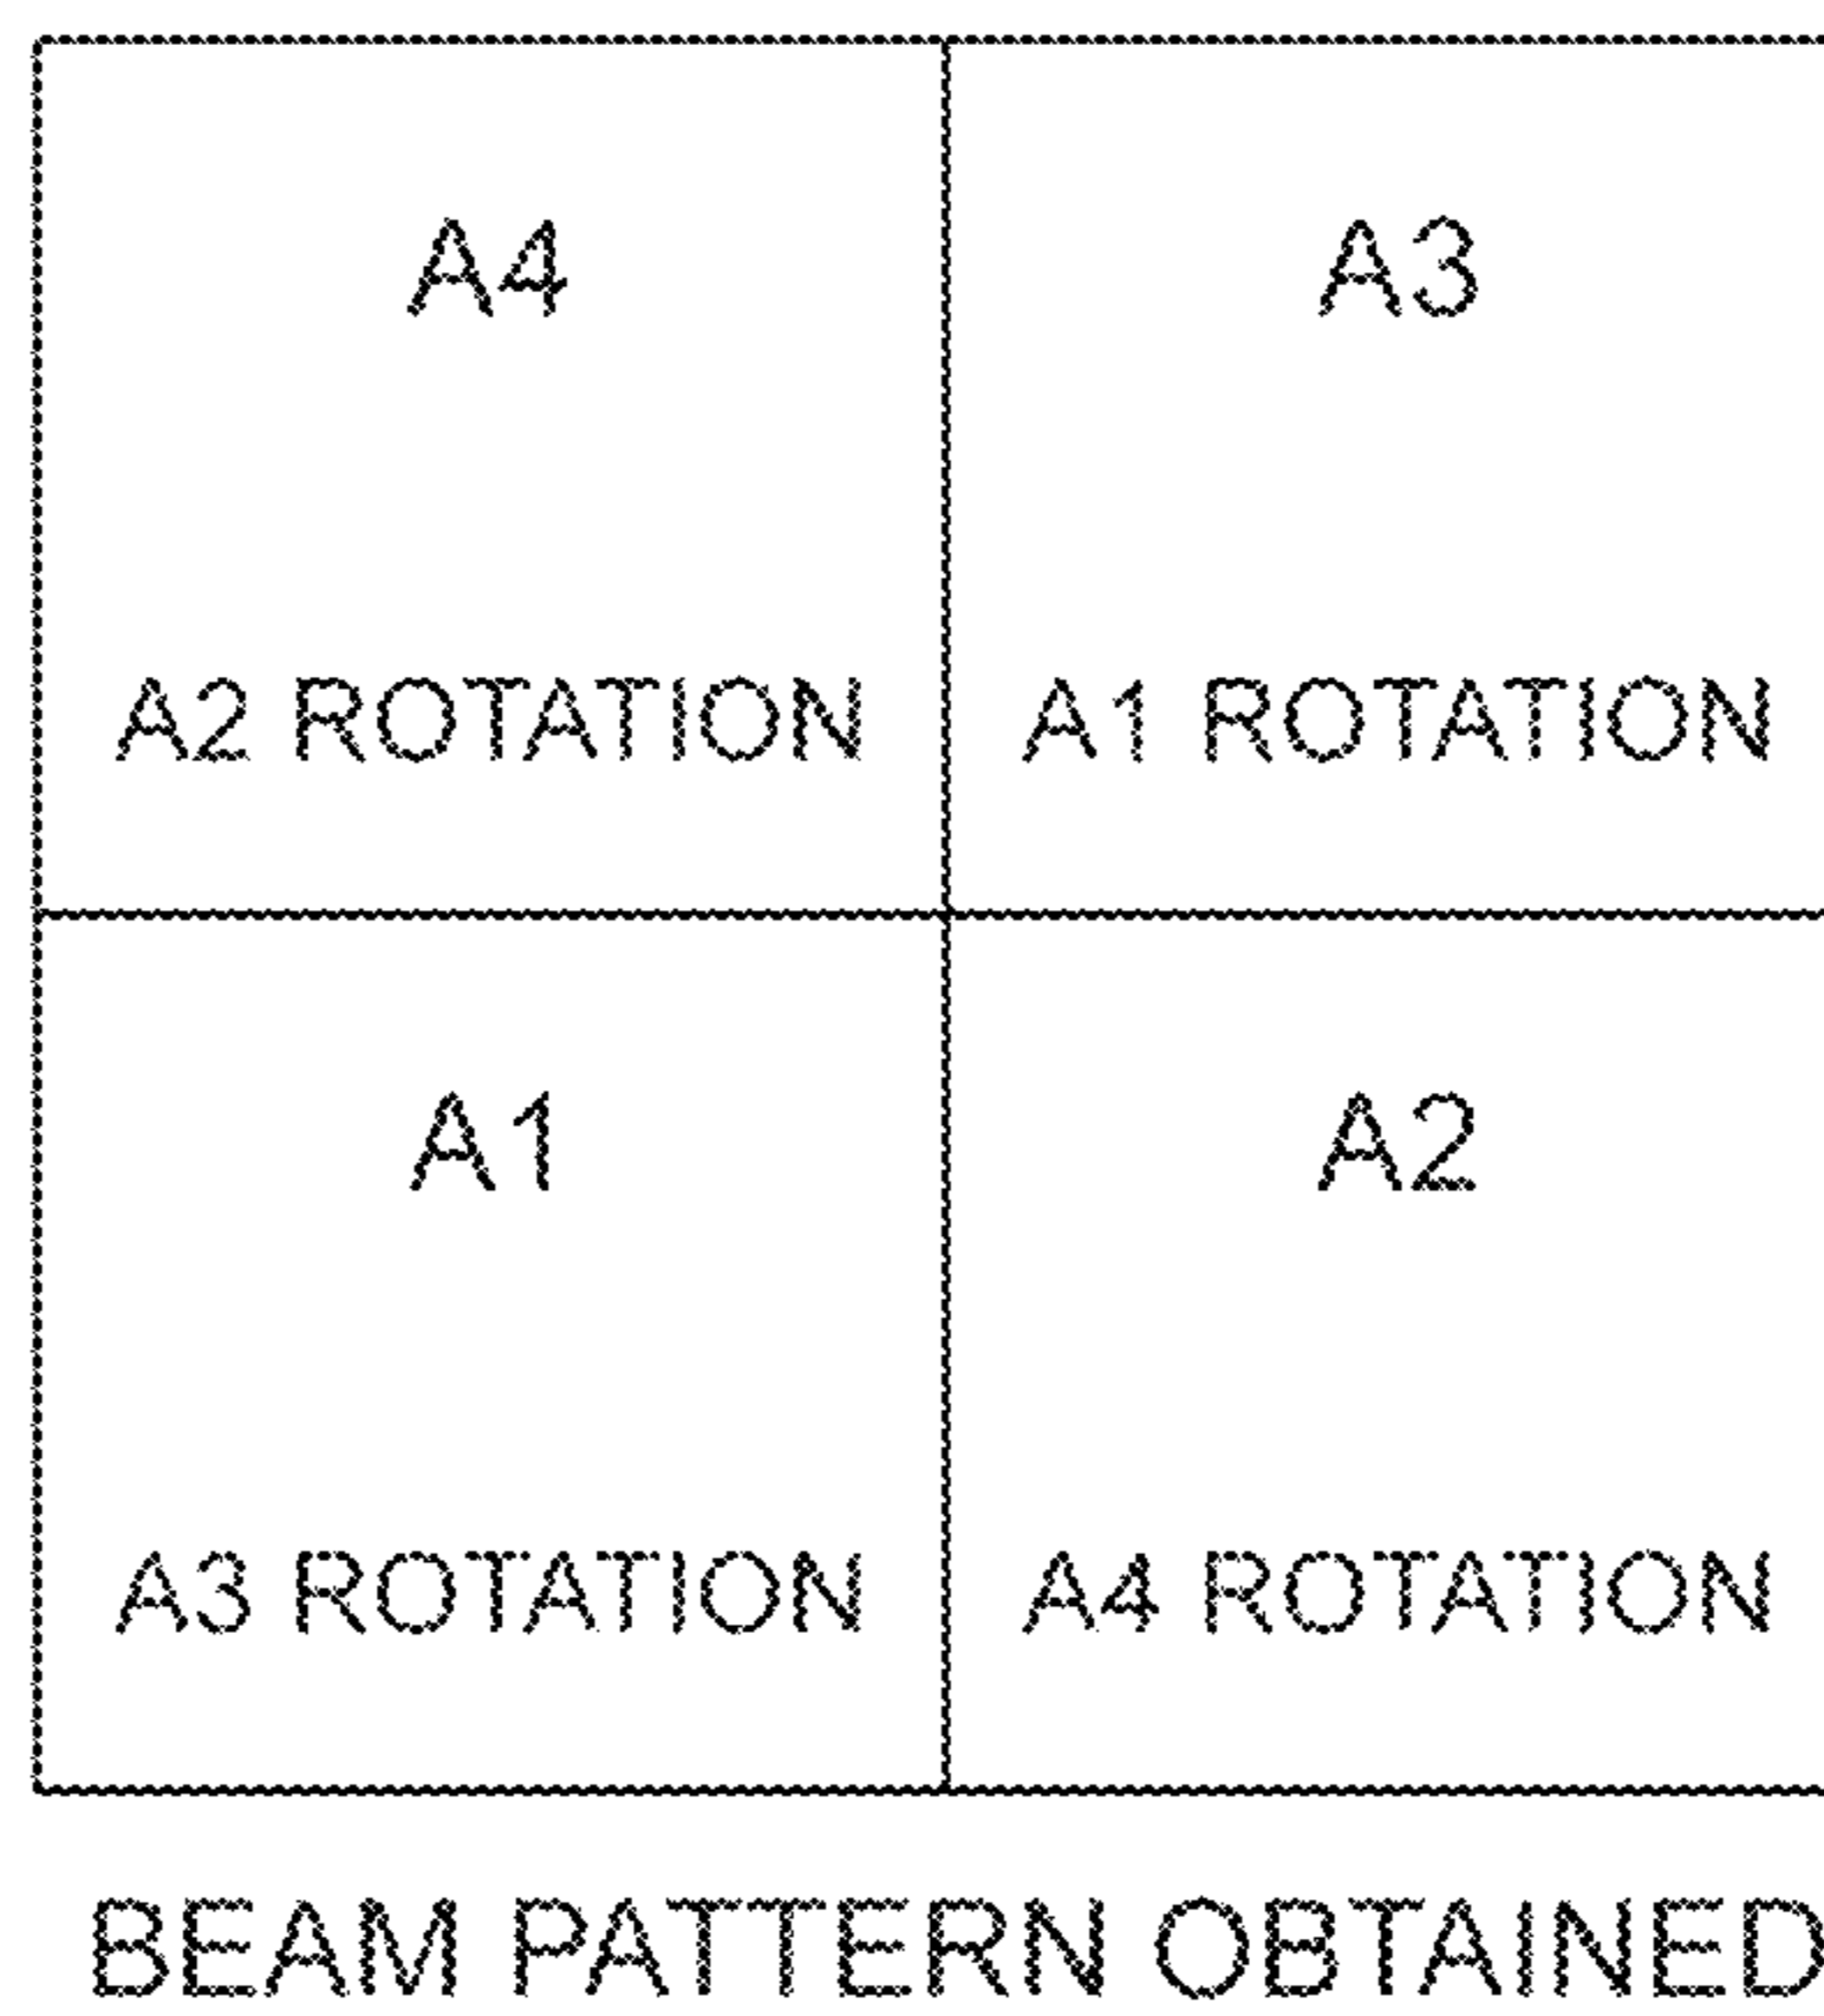 A4 A3
A2 ROTATION A1 ROTATION
A1 A2
A3 ROTATION A4 ROTATION
BEAM PATTERN OBTAINED